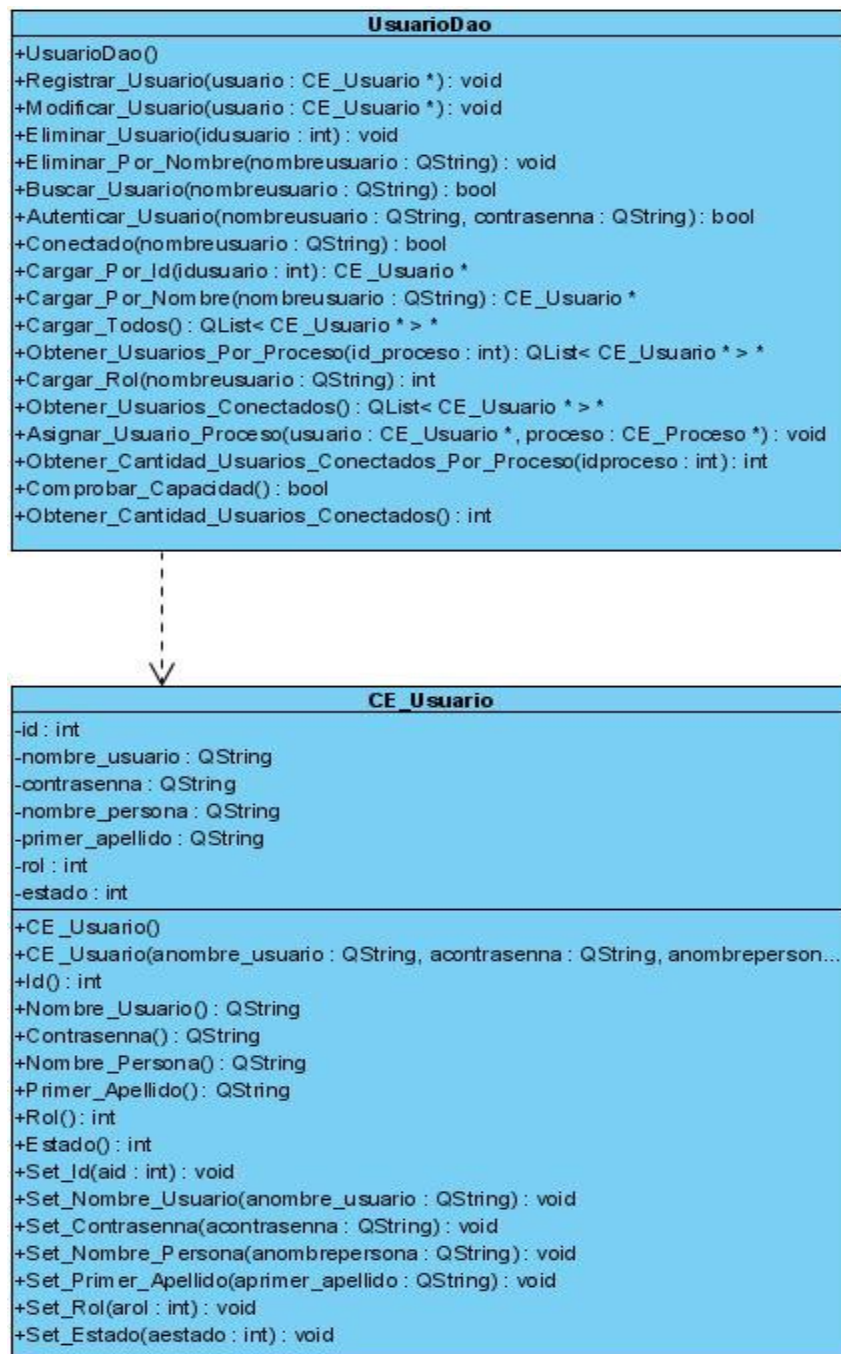 UsuarioDao
+UsuarioDao()
+Registrar_Usuario(usuario : CE_Usuario *) : void
+Modificar_Usuario(usuario : CE_Usuario *) : void
+Eliminar_Usuario(idusuario : int) : void
+Eliminar_Por_Nombre(nombreusuario : QString) : void
+Buscar_Usuario(nombreusuario : QString) : bool
+Autenticar_Usuario(nombreusuario : QString, contrasenna : QString) : bool
+Conectado(nombreusuario : QString) : bool
+Cargar_Por_Id(idusuario : int) : CE_Usuario *
+Cargar_Por_Nombre(nombreusuario : QString) : CE_Usuario *
+Cargar_Todos() : QList< CE_Usuario * > *
+Obtener_Usuarios_Por_Proceso(id_proceso : int) : QList< CE_Usuario * > *
+Cargar_Rol(nombreusuario : QString) : int
+Obtener_Usuarios_Conectados() : QList< CE_Usuario * > *
+Asignar_Usuario_Proceso(usuario : CE_Usuario *, proceso : CE_Proceso *) : void
+Obtener_Cantidad_Usuarios_Conectados_Por_Proceso(idproceso : int) : int
+Comprobar_Capacidad() : bool
+Obtener_Cantidad_Usuarios_Conectados() : int
CE_Usuario
-id : int
-nombre_usuario : QString
-contrasenna : QString
-nombre_persona : QString
-primer_apellido : QString
-rol : int
-estado : int
+CE_Usuario()
+CE_Usuario(anombre_usuario : QString, acontrasenna : QString, anombreperson...
+Id() : int
+Nombre_Usuario() : QString
+Contrasenna() : QString
+Nombre_Persona() : QString
+Primer_Apellido() : QString
+Rol() : int
+Estado() : int
+Set_Id(aid : int) : void
+Set_Nombre_Usuario(anombre_usuario : QString) : void
+Set_Contrasenna(acontrasenna : QString) : void
+Set_Nombre_Persona(anombrepersona : QString) : void
+Set_Primer_Apellido(aprimer_apellido : QString) : void
+Set_Rol(arol : int) : void
+Set_Estado(aestado : int) : void